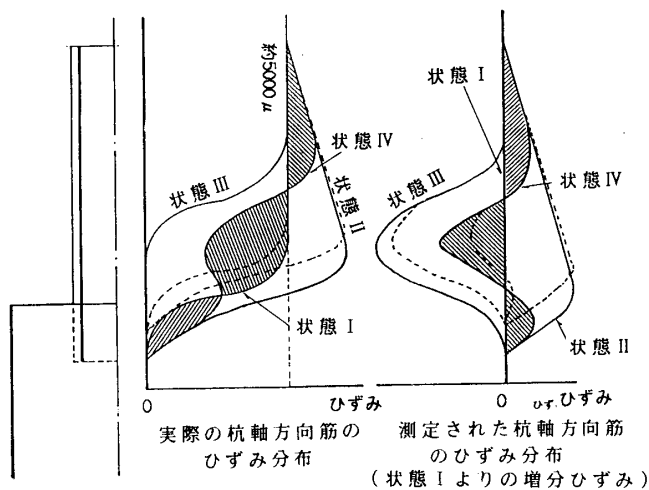 約5000μ
状態Ⅲ
状態Ⅳ
状態Ⅱ
状態Ⅰ
0
ひずみ
実際の杭軸方向筋の
ひずみ分布
状態Ⅰ
状態Ⅲ
状態Ⅳ
状態Ⅱ
0
ひず.ひずみ
測定された杭軸方向筋
のひずみ分布
(状態Ⅰよりの増分ひずみ)